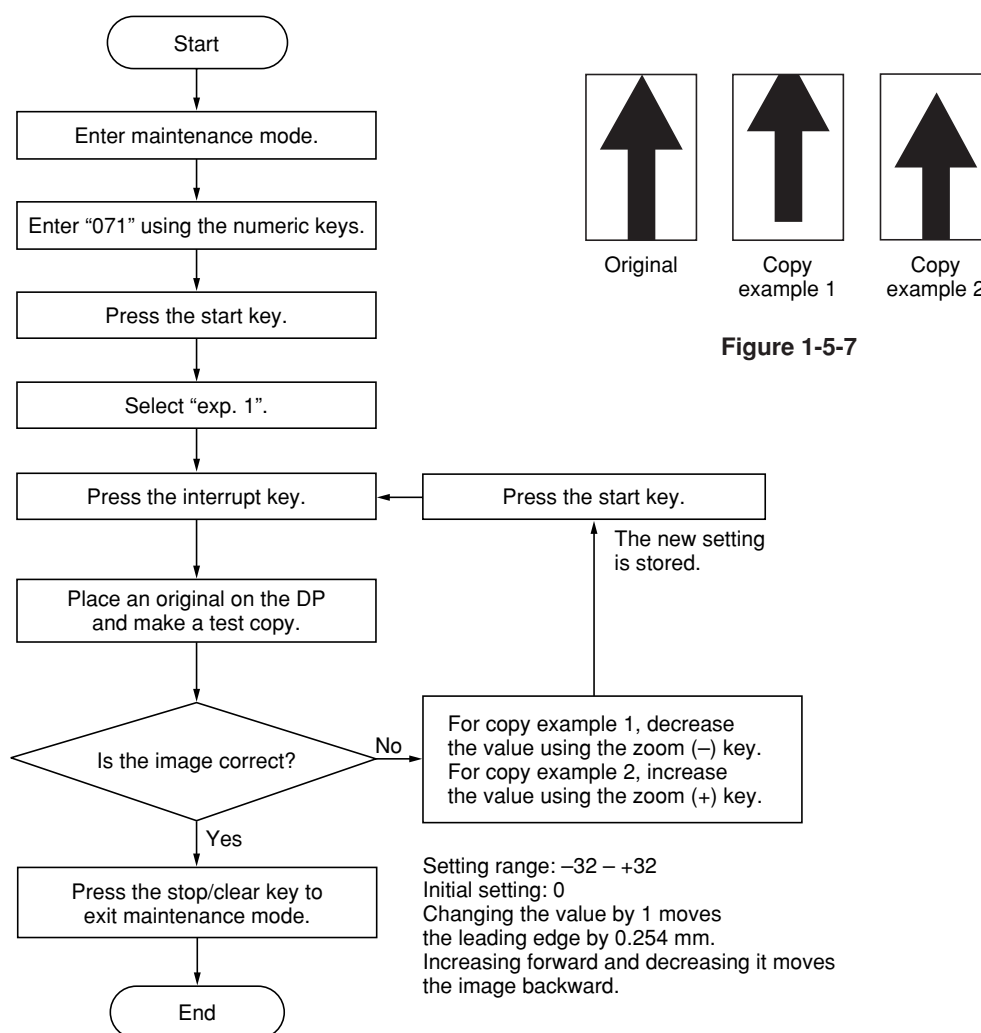 Start
Enter maintenance mode.
Enter “071” using the numeric keys.
Press the start key.
Select “exp. 1”.
Press the interrupt key.
Press the start key.
The new setting
is stored.
Place an original on the DP
and make a test copy.
Is the image correct?
No
For copy example 1, decrease
the value using the zoom (–) key.
For copy example 2, increase
the value using the zoom (+) key.
Yes
Press the stop/clear key to
exit maintenance mode.
End
Setting range: –32 – +32
Initial setting: 0
Changing the value by 1 moves
the leading edge by 0.254 mm.
Increasing forward and decreasing it moves
the image backward.
Original
Copy
example 1
Copy
example 2
Figure 1-5-7